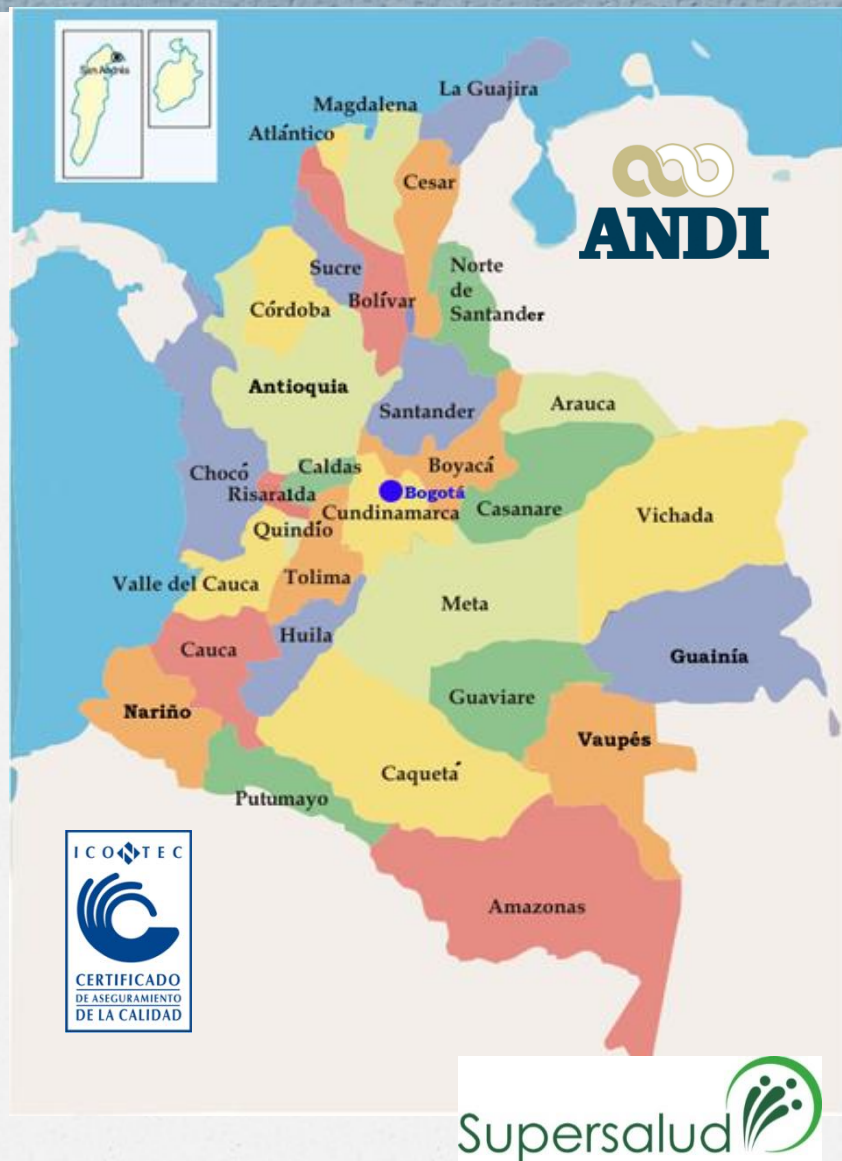 San Andrés
La Guajira
Magdalena
Atlántico
Cesar
ANDI
Sucre
Norte
de
Santander
Bolívar
Córdoba
Antioquia
Santander
Arauca
Chocó
Caldas
Boyacá
Risaralda
Bogotá
Cundinamarca
Casanare
Vichada
Quindío
Valle del Cauca
Tolima
Meta
Huila
Cauca
Guainía
Guaviare
Nariño
Vaupés
Caquetá
Putumayo
Amazonas
ICONTEC
CERTIFICADO
DE ASEGURAMIENTO
DE LA CALIDAD
Supersalud